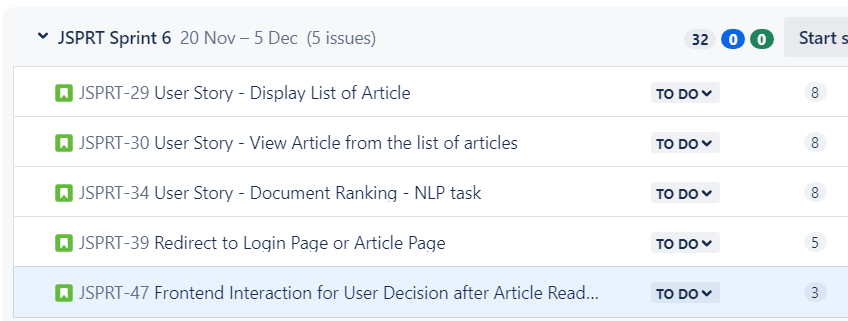 JSPRT Sprint 6 20 Nov – 5 Dec (5 issues) 32 0 0 Start s
JSPRT-29 User Story - Display List of Article TO DO 8
JSPRT-30 User Story - View Article from the list of articles TO DO 8
JSPRT-34 User Story - Document Ranking - NLP task TO DO 8
JSPRT-39 Redirect to Login Page or Article Page TO DO 5
JSPRT-47 Frontend Interaction for User Decision after Article Read... TO DO 3